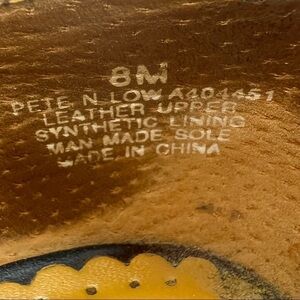 8M
PETE N LOW A404451
LEATHER UPPER
SYNTHETIC LINING
MAN MADE SOLE
MADE IN CHINA